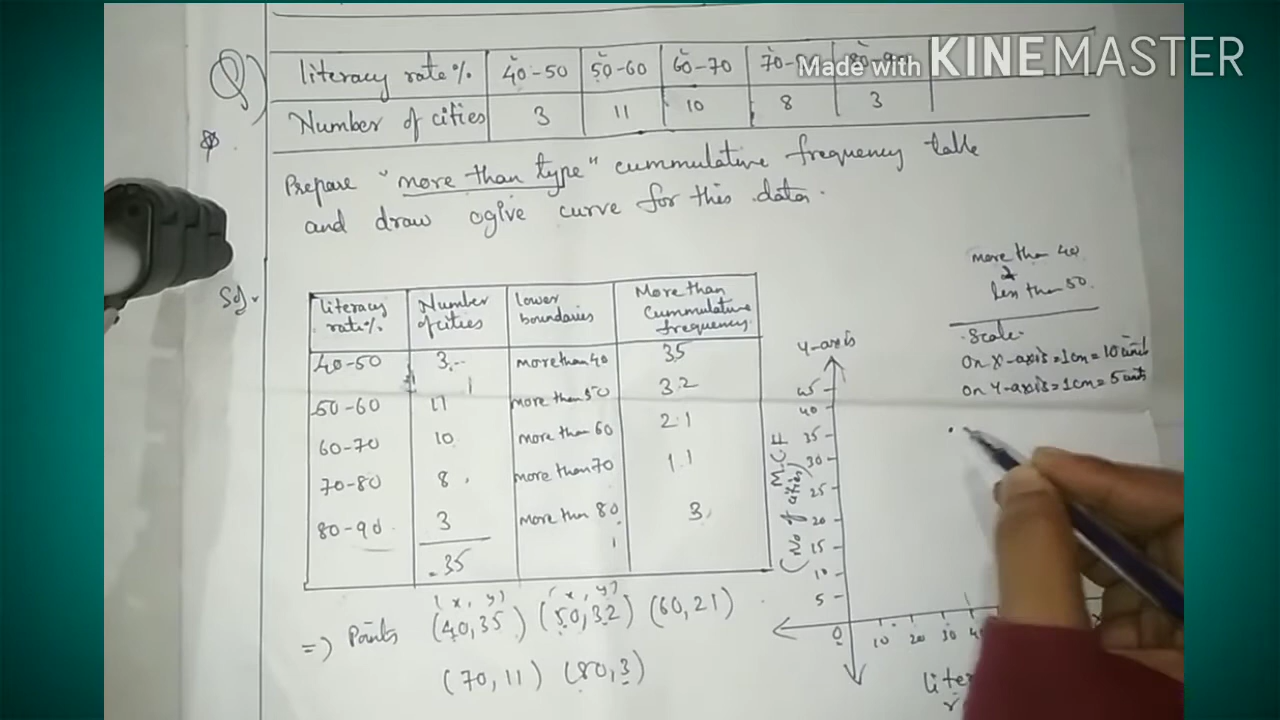 Made with KINEMASTER
Q) literacy rate% 40-50 50-60 60-70 70-
Number of cities 3 11 10 8 3
Prepare "more than type" cummulative frequency table
and draw ogive curve for this data.
Sol.
literacy rate% Number of cities lower boundaries More than cummulative frequency
40-50 3 more than 40 35
50-60 11 more than 50 32
60-70 10 more than 60 21
70-80 8 more than 70 11
80-90 3 more than 80 3
35
(x, y) (x, y)
=) Points (40,35) (50,32) (60,21)
(70,11) (80,3)
more than 40
&
less than 50
Scale
on X-axis=1cm=10 units
on Y-axis=1cm=5 units
Y-axis
45
40
35
30
25
20
15
10
5
0 10 20 30 40
M.C.F
(No of cities)